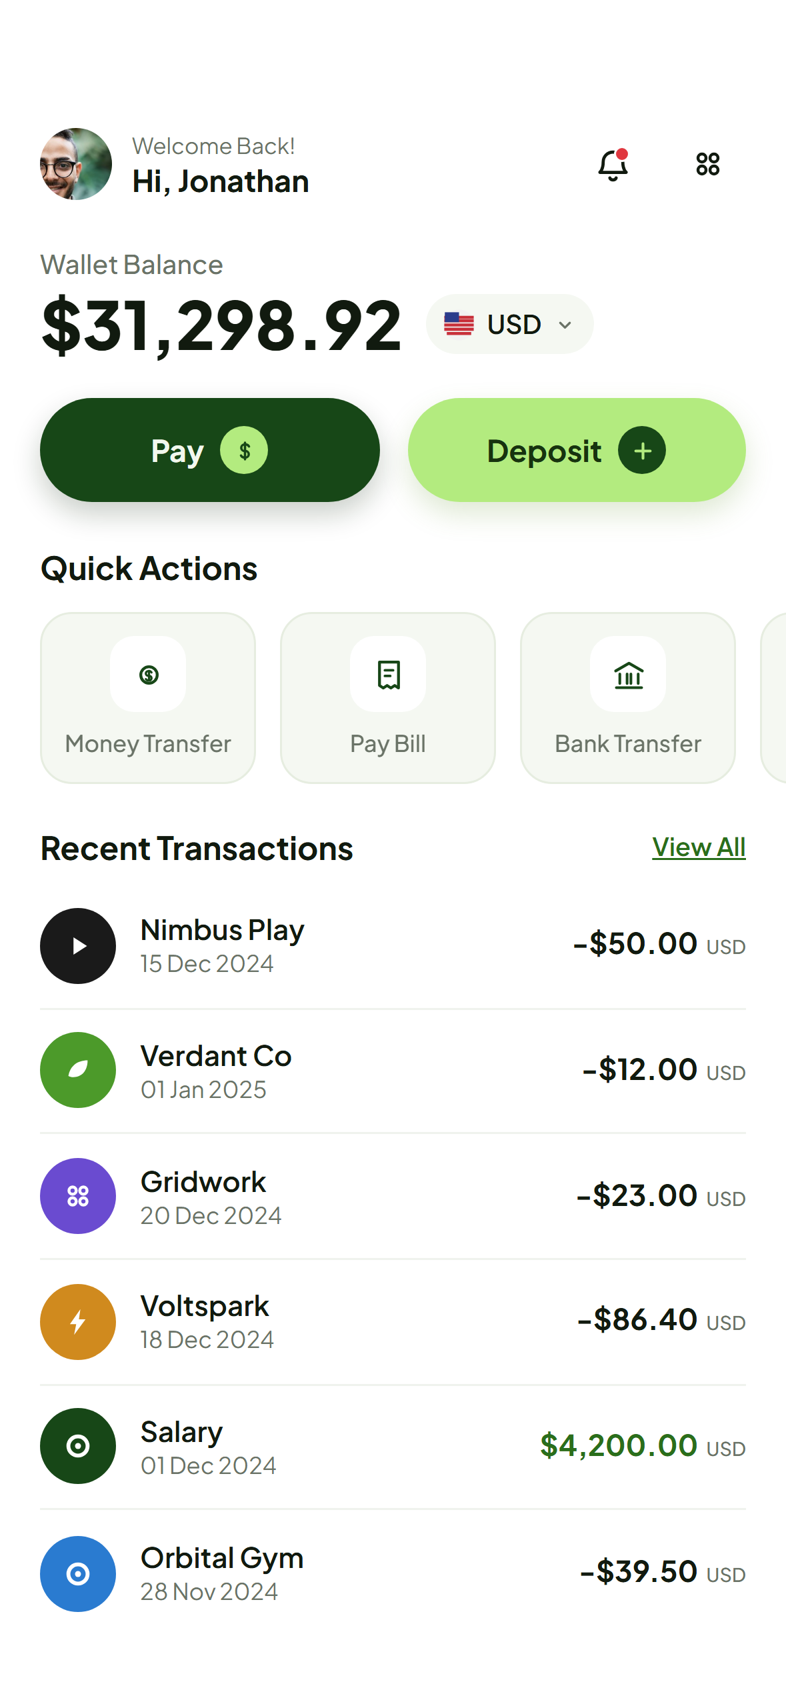 Welcome Back!
Hi, Jonathan
Wallet Balance
$31,298.92
USD
Pay $
Deposit
Quick Actions
Money Transfer
Pay Bill
Bank Transfer
Recent Transactions
View All
Nimbus Play
15 Dec 2024
-$50.00 USD
Verdant Co
01 Jan 2025
-$12.00 USD
Gridwork
20 Dec 2024
-$23.00 USD
Voltspark
18 Dec 2024
-$86.40 USD
Salary
01 Dec 2024
$4,200.00 USD
Orbital Gym
28 Nov 2024
-$39.50 USD